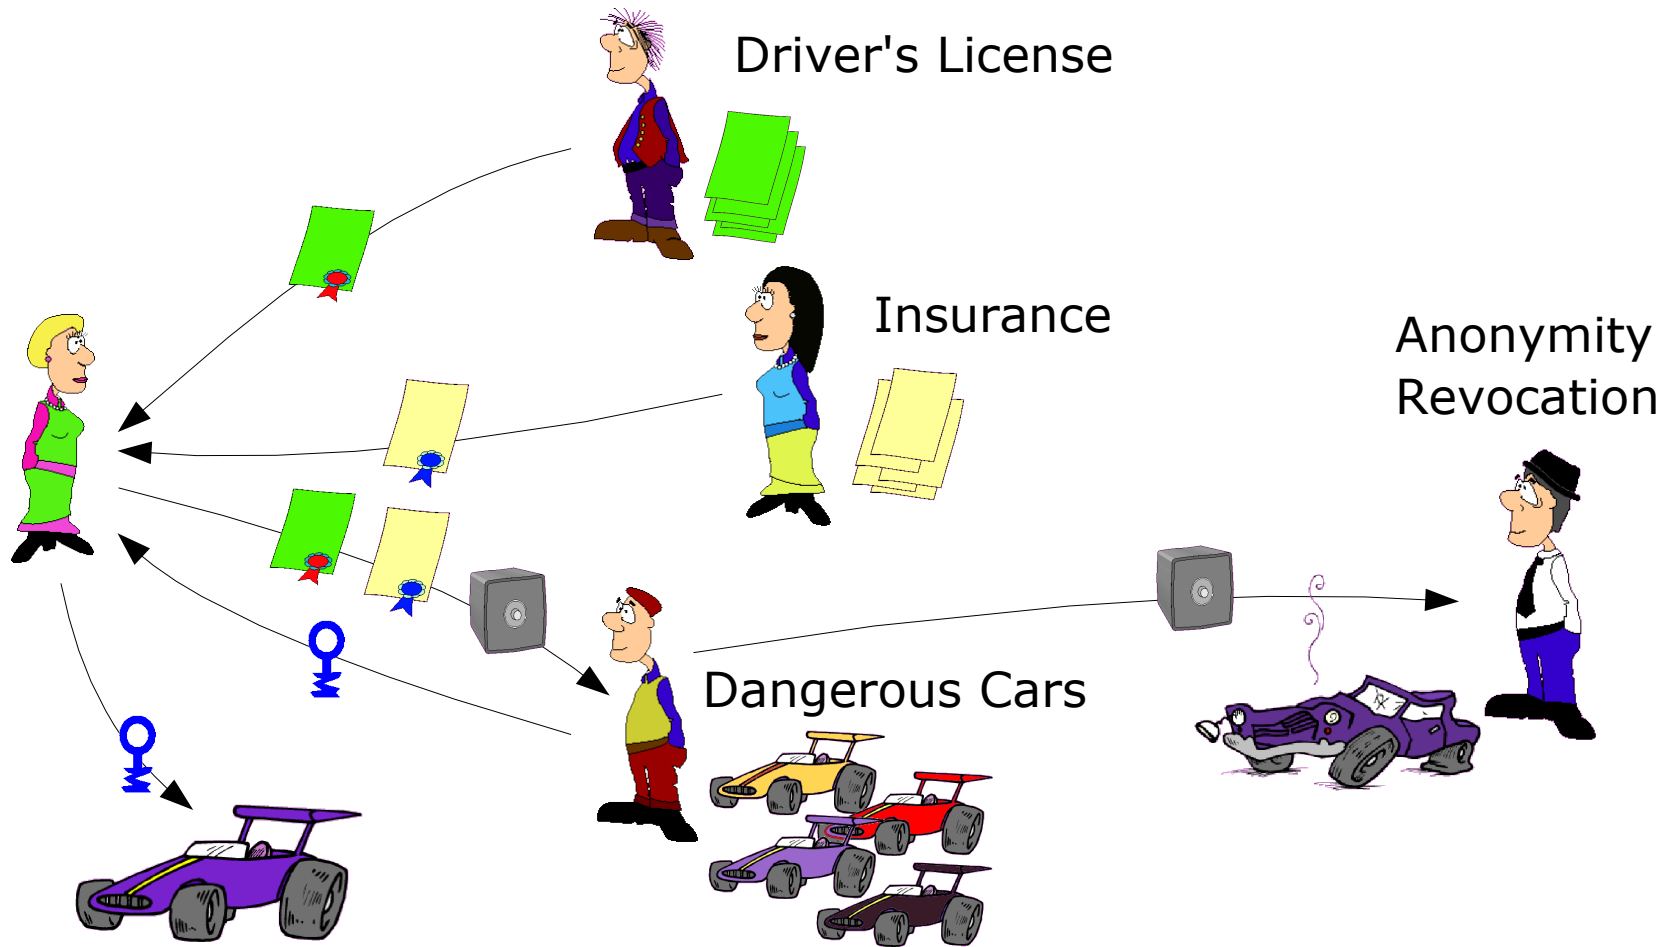 Driver's License
Insurance
Anonymity
Revocation
Dangerous Cars